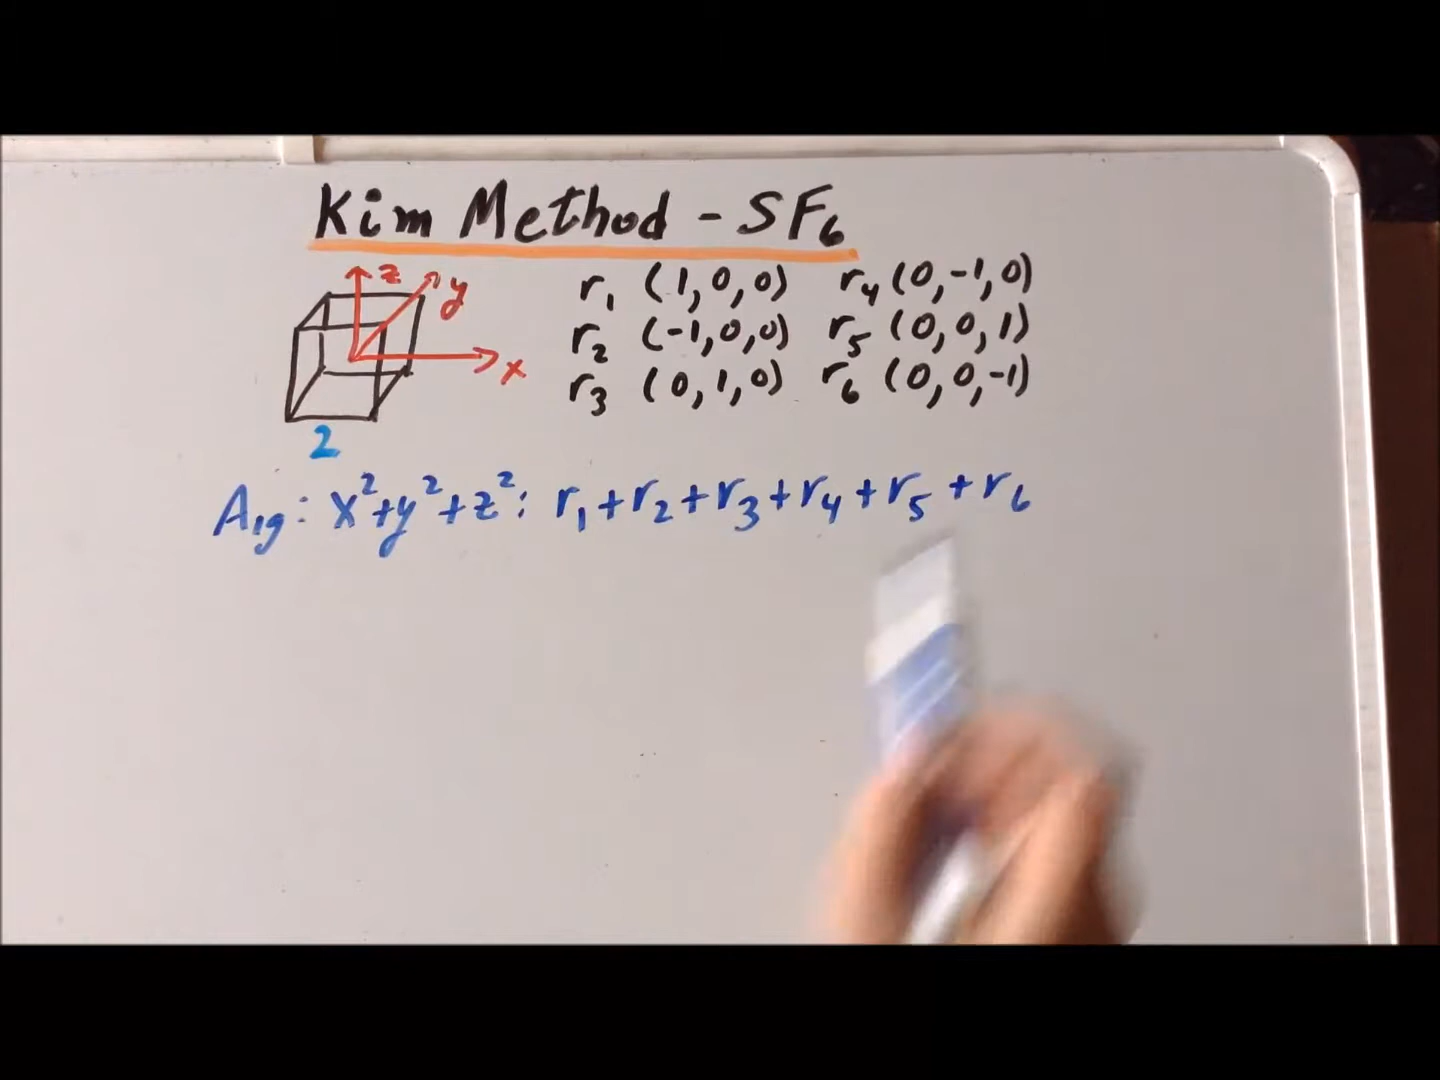 Kim Method - SF₆
z
y
x
2
r₁ (1,0,0) r₄ (0,-1,0)
r₂ (-1,0,0) r₅ (0,0,1)
r₃ (0,1,0) r₆ (0,0,-1)
A₁g: x²+y²+z²: r₁+r₂+r₃+r₄+r₅+r₆